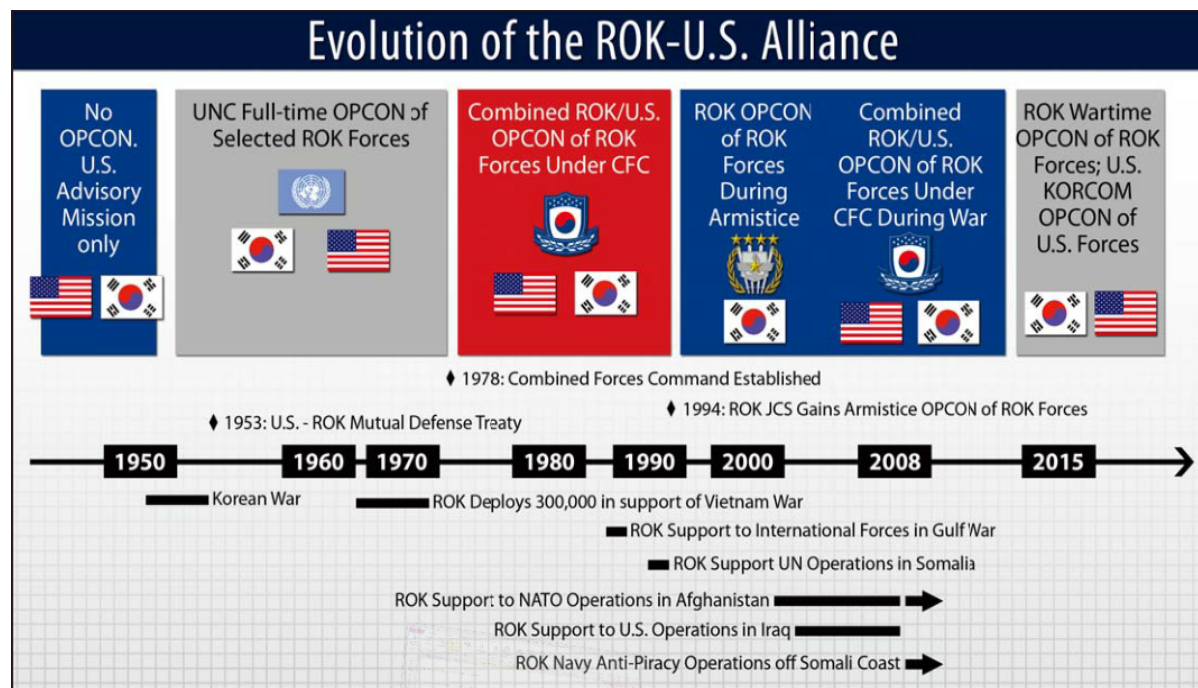 Evolution of the ROK-U.S. Alliance
No
OPCON.
U.S.
Advisory
Mission
only
UNC Full-time OPCON of
Selected ROK Forces
Combined ROK/U.S.
OPCON of ROK
Forces Under CFC
ROK OPCON
of ROK
Forces
During
Armistice
Combined
ROK/U.S.
OPCON of ROK
Forces Under
CFC During War
ROK Wartime
OPCON of ROK
Forces; U.S.
KORCOM
OPCON of
U.S. Forces
1978: Combined Forces Command Established
1994: ROK JCS Gains Armistice OPCON of ROK Forces
1953: U.S. - ROK Mutual Defense Treaty
1950 1960 1970 1980 1990 2000 2008 2015
Korean War
ROK Deploys 300,000 in support of Vietnam War
ROK Support to International Forces in Gulf War
ROK Support UN Operations in Somalia
ROK Support to NATO Operations in Afghanistan
ROK Support to U.S. Operations in Iraq
ROK Navy Anti-Piracy Operations off Somali Coast